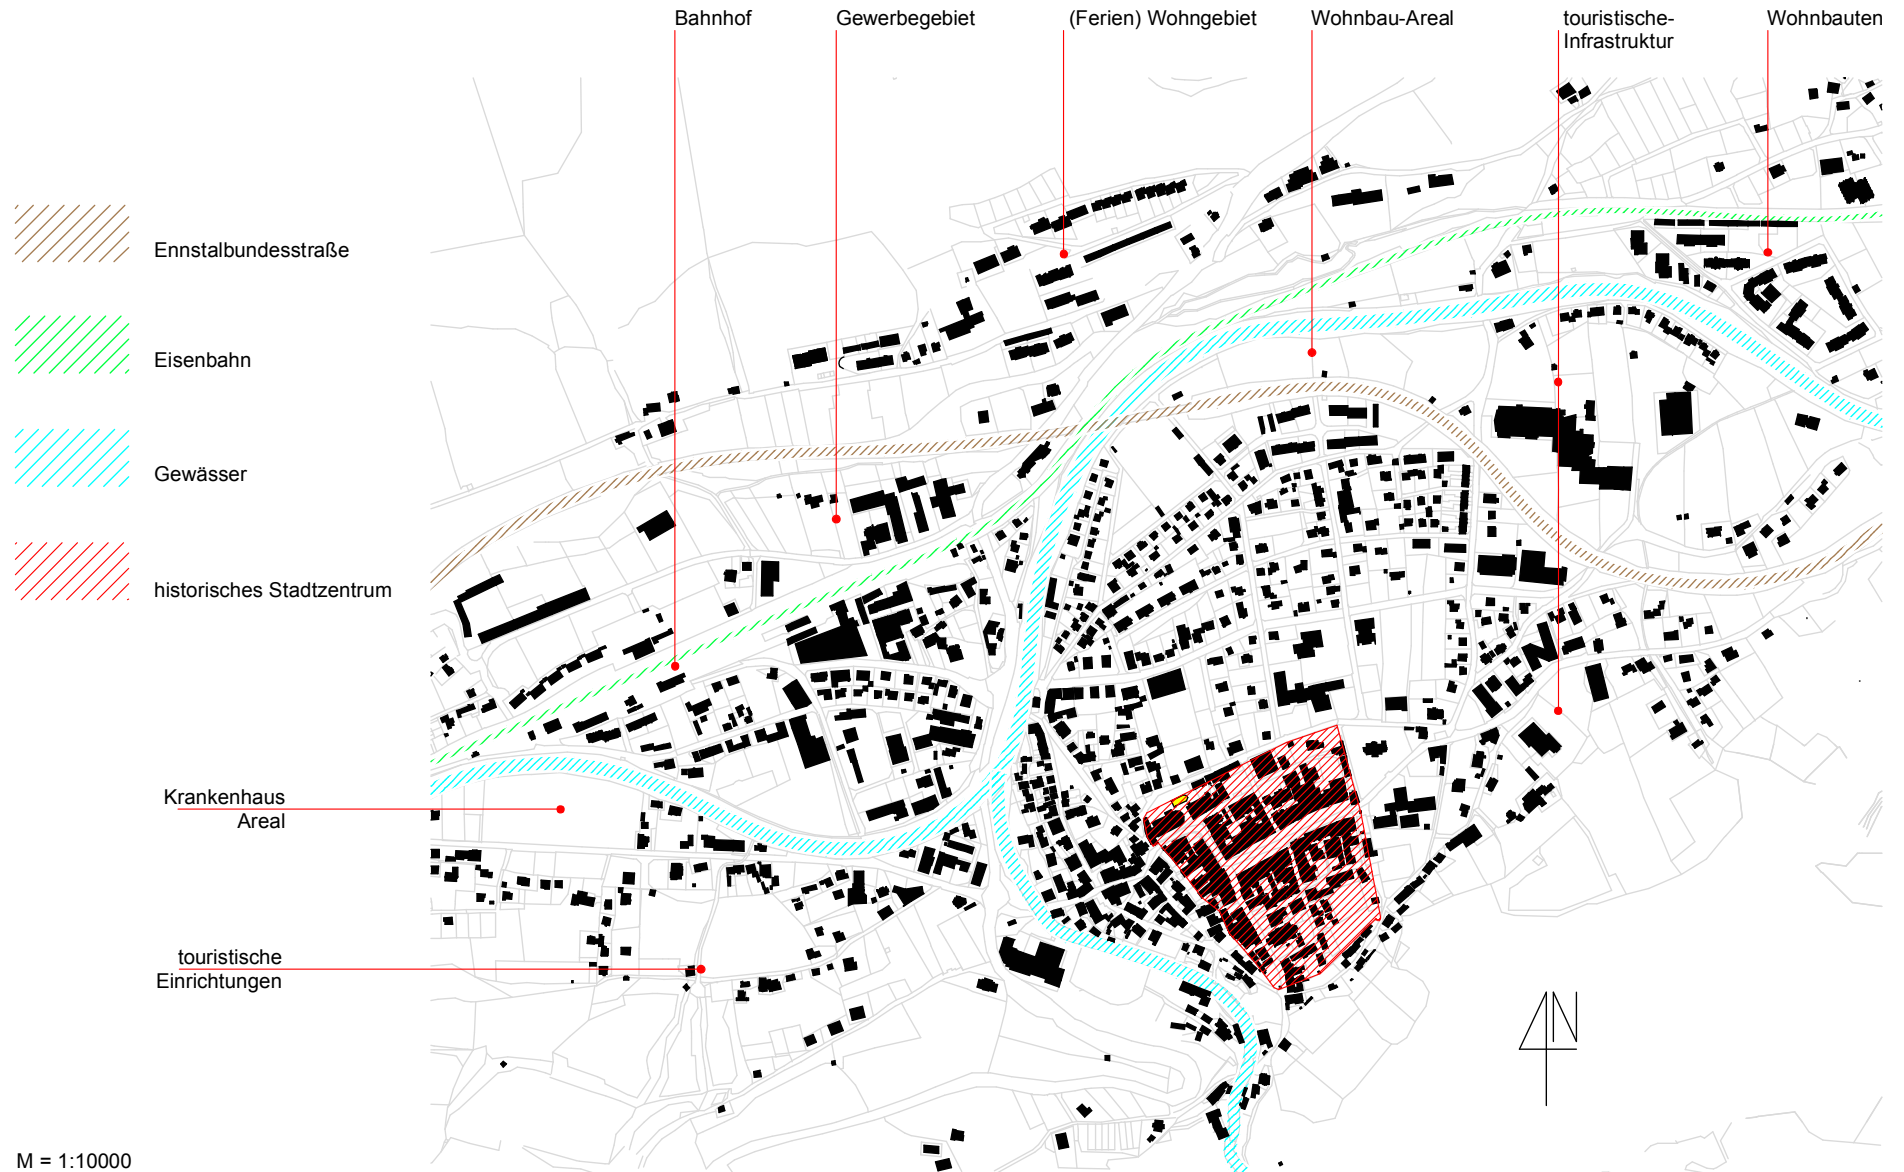 Bahnhof
Gewerbegebiet
(Ferien) Wohngebiet
Wohnbau-Areal
touristische-
Infrastruktur
Wohnbauten
Ennstalbundesstraße
Eisenbahn
Gewässer
historisches Stadtzentrum
Krankenhaus
Areal
touristische
Einrichtungen
N
M = 1:10000